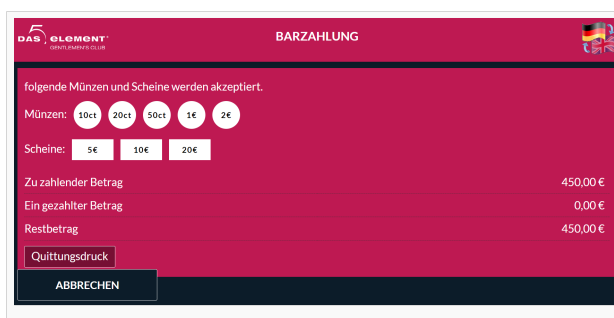 5
DAS ELEMENT
GENTLEMEN'S CLUB
BARZAHLUNG
folgende Münzen und Scheine werden akzeptiert.
Münzen: 10ct 20ct 50ct 1€ 2€
Scheine: 5€ 10€ 20€
Zu zahlender Betrag 450,00 €
Ein gezahlter Betrag 0,00 €
Restbetrag 450,00 €
Quittungsdruck
ABBRECHEN